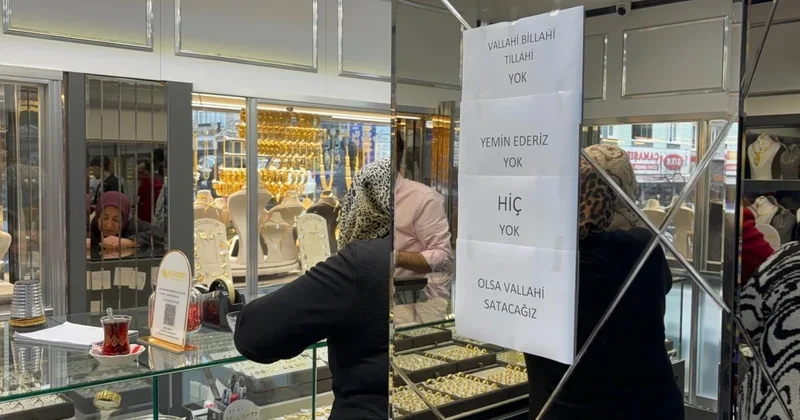 VALLAHİ BİLLAHİ
TİLLAHİ
YOK
YEMİN EDERİZ
YOK
HİÇ
YOK
OLSA VALLAHİ
SATACAĞIZ